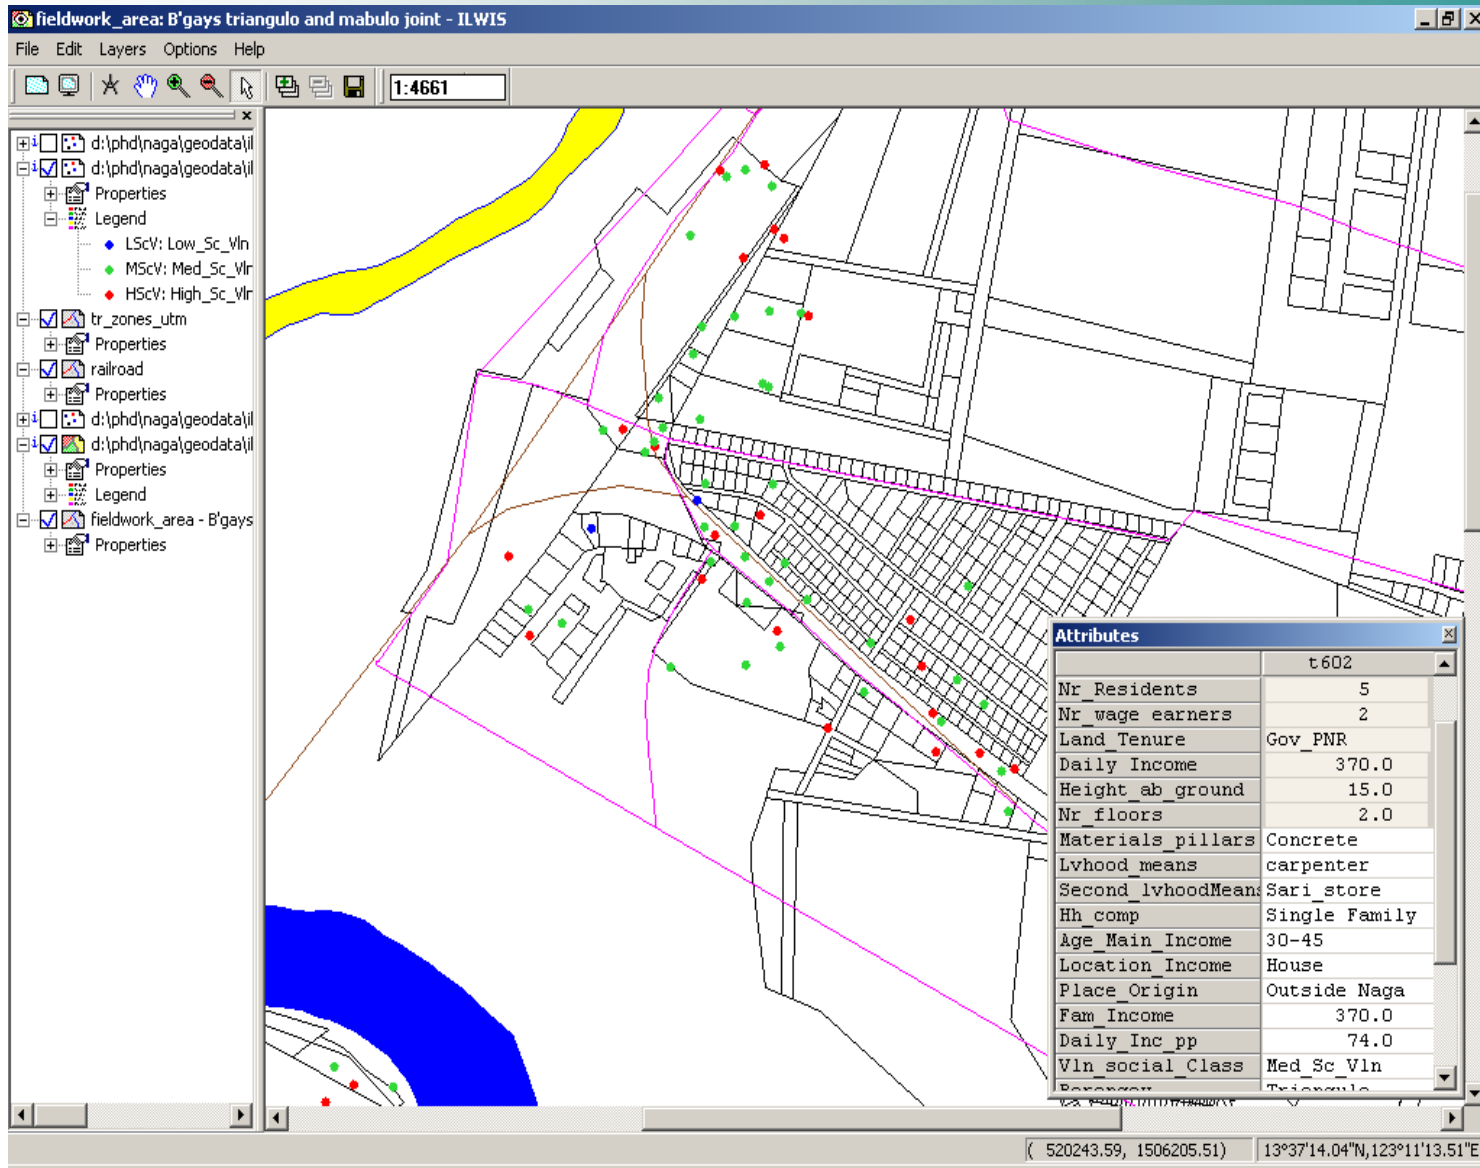 fieldwork_area: B'gays triangulo and mabulo joint - ILWIS
File Edit Layers Options Help
1:4661
d:\phd\naga\geodata\il
d:\phd\naga\geodata\il
Properties
Legend
LScV: Low_Sc_Vln
MScV: Med_Sc_Vlr
HScV: High_Sc_Vlr
tr_zones_utm
Properties
railroad
Properties
d:\phd\naga\geodata\il
d:\phd\naga\geodata\il
Properties
Legend
fieldwork_area - B'gays
Properties
Attributes
t602
Nr_Residents 5
Nr_wage earners 2
Land_Tenure Gov_PNR
Daily Income 370.0
Height_ab_ground 15.0
Nr_floors 2.0
Materials_pillars Concrete
Lvhood_means carpenter
Second_lvhoodMeans Sari_store
Hh_comp Single Family
Age_Main_Income 30-45
Location_Income House
Place_Origin Outside Naga
Fam_Income 370.0
Daily_Inc_pp 74.0
Vln_social_Class Med_Sc_Vln
( 520243.59, 1506205.51) 13°37'14.04"N,123°11'13.51"E